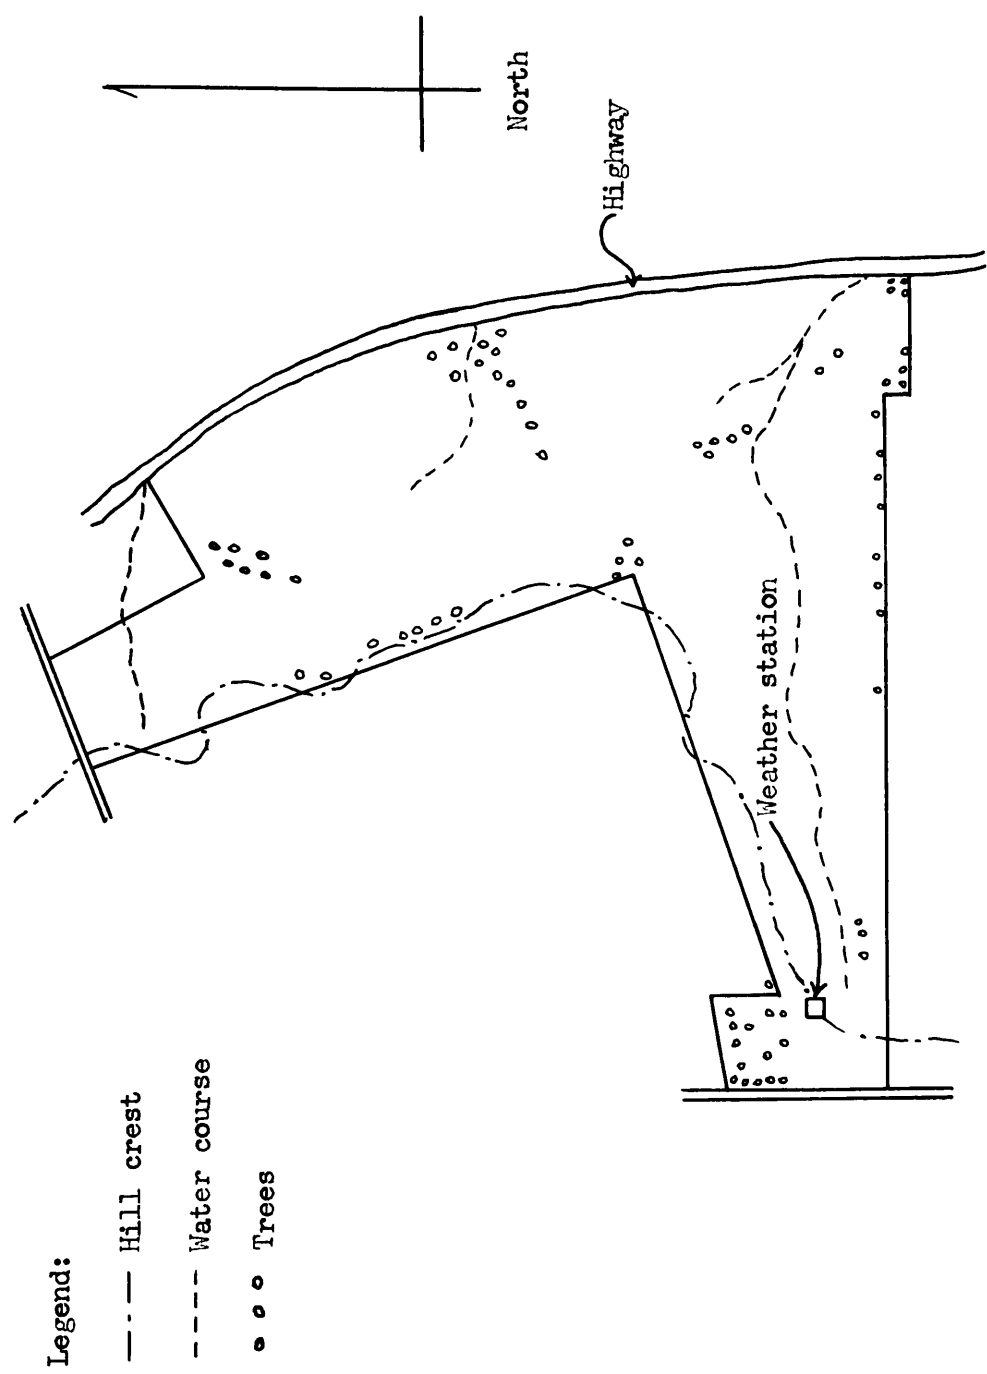 North
Highway
Weather station
Legend:
Hill crest
Water course
Trees